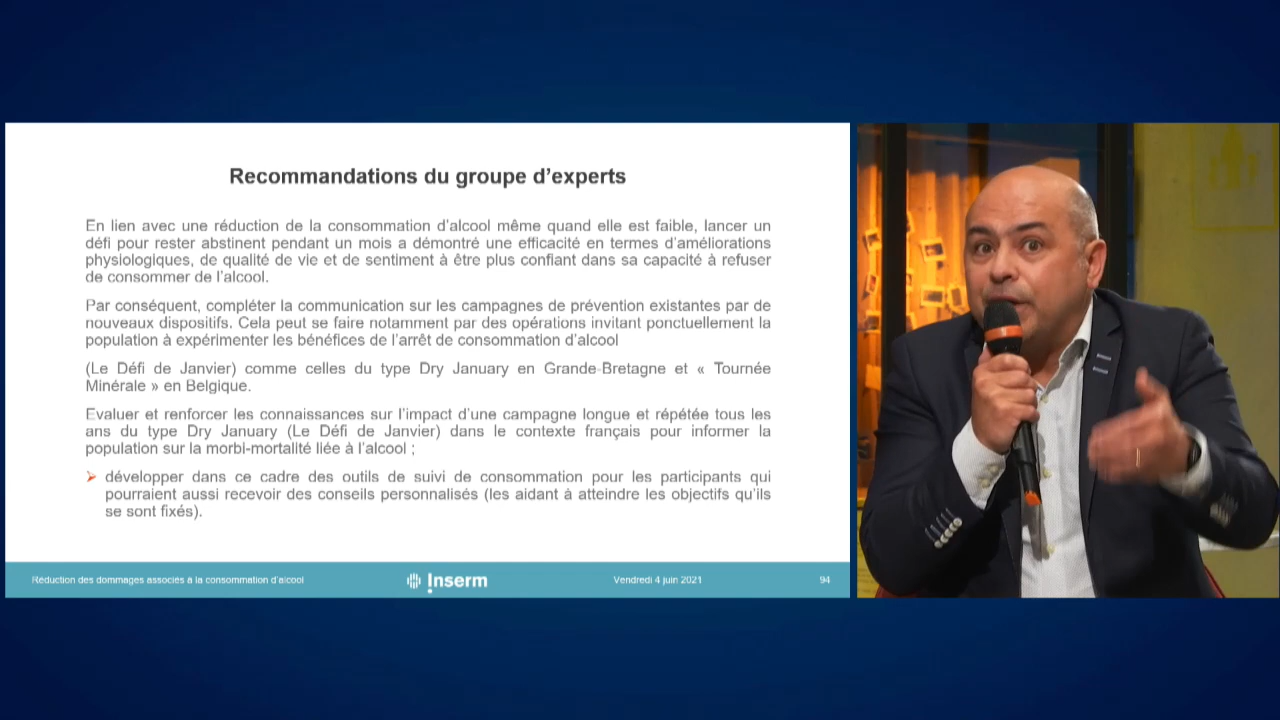 Recommandations du groupe d'experts
En lien avec une réduction de la consommation d'alcool même quand elle est faible, lancer un
défi pour rester abstinent pendant un mois a démontré une efficacité en termes d'améliorations
physiologiques, de qualité de vie et de sentiment à être plus confiant dans sa capacité à refuser
de consommer de l'alcool.
Par conséquent, compléter la communication sur les campagnes de prévention existantes par de
nouveaux dispositifs. Cela peut se faire notamment par des opérations invitant ponctuellement la
population à expérimenter les bénéfices de l'arrêt de consommation d'alcool
(Le Défi de Janvier) comme celles du type Dry January en Grande-Bretagne et « Tournée
Minérale » en Belgique.
Evaluer et renforcer les connaissances sur l'impact d'une campagne longue et répétée tous les
ans du type Dry January (Le Défi de Janvier) dans le contexte français pour informer la
population sur la morbi-mortalité liée à l'alcool ;
développer dans ce cadre des outils de suivi de consommation pour les participants qui
pourraient aussi recevoir des conseils personnalisés (les aidant à atteindre les objectifs qu'ils
se sont fixés).
Réduction des dommages associés à la consommation d'alcool
Inserm
Vendredi 4 juin 2021
94